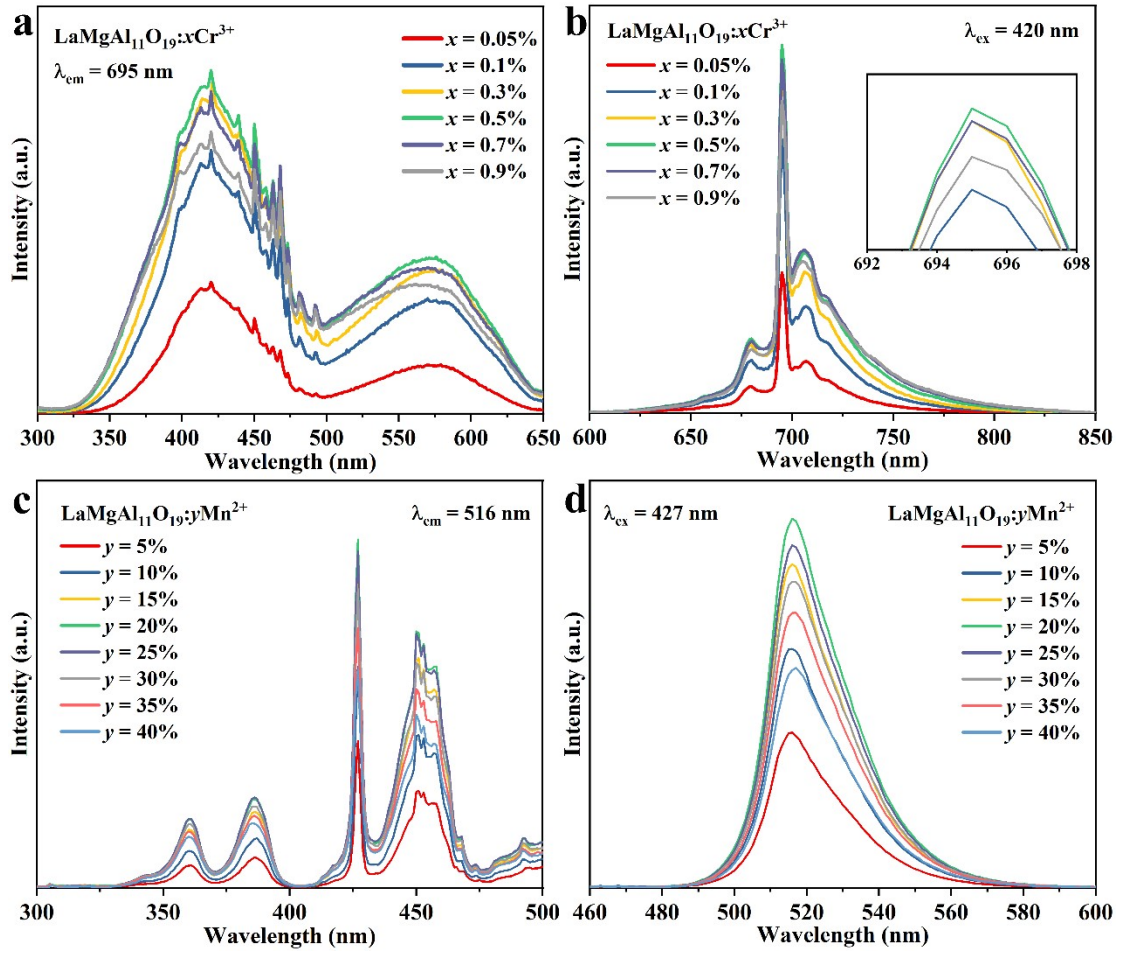 a
LaMgAl₁₁O₁₉:xCr³⁺
λem = 695 nm
x = 0.05%
x = 0.1%
x = 0.3%
x = 0.5%
x = 0.7%
x = 0.9%
Intensity (a.u.)
300 350 400 450 500 550 600 650
Wavelength (nm)
b
LaMgAl₁₁O₁₉:xCr³⁺
λex = 420 nm
x = 0.05%
x = 0.1%
x = 0.3%
x = 0.5%
x = 0.7%
x = 0.9%
692 694 696 698
Intensity (a.u.)
600 650 700 750 800 850
Wavelength (nm)
c
LaMgAl₁₁O₁₉:yMn²⁺
λem = 516 nm
y = 5%
y = 10%
y = 15%
y = 20%
y = 25%
y = 30%
y = 35%
y = 40%
Intensity (a.u.)
300 350 400 450 500
Wavelength (nm)
d
λex = 427 nm
LaMgAl₁₁O₁₉:yMn²⁺
y = 5%
y = 10%
y = 15%
y = 20%
y = 25%
y = 30%
y = 35%
y = 40%
Intensity (a.u.)
460 480 500 520 540 560 580 600
Wavelength (nm)